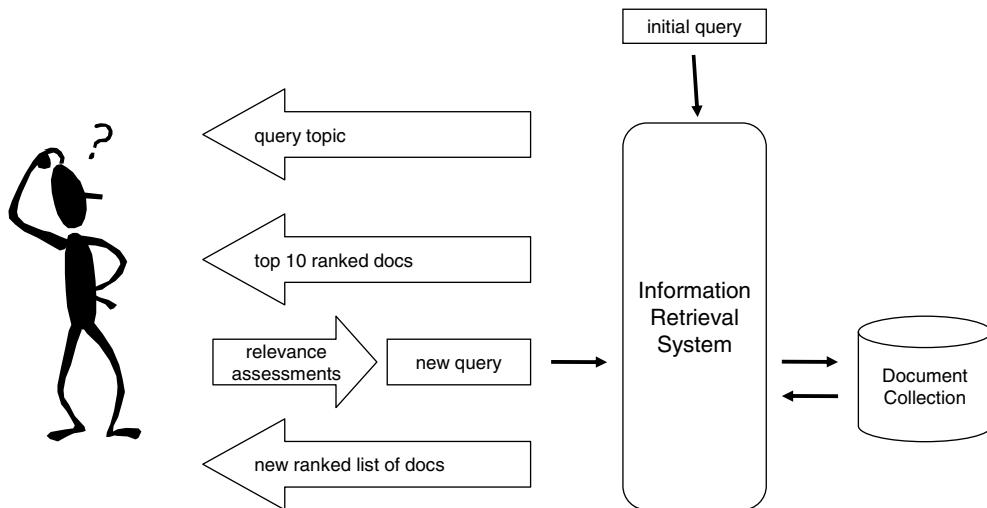 initial query
?
query topic
top 10 ranked docs
Information
Retrieval
System
relevance
assessments
new query
Document
Collection
new ranked list of docs